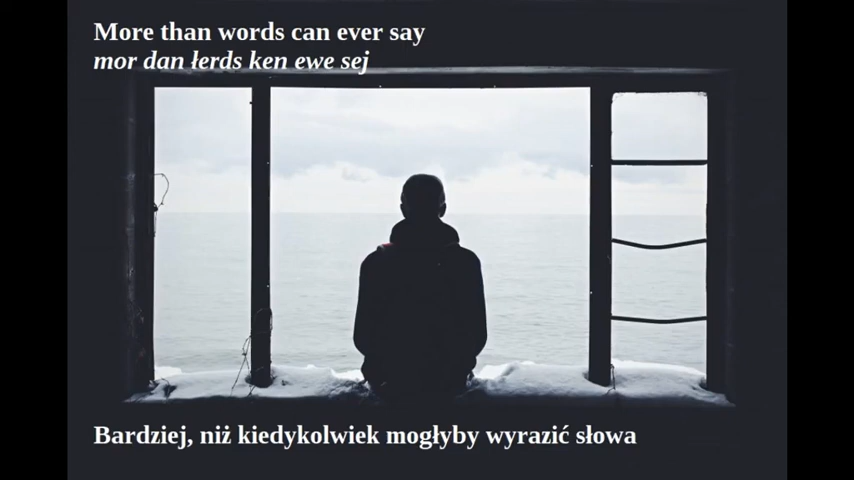 More than words can ever say
mor dan łerds ken ewe sej
Bardziej, niż kiedykolwiek mogłyby wyrazić słowa